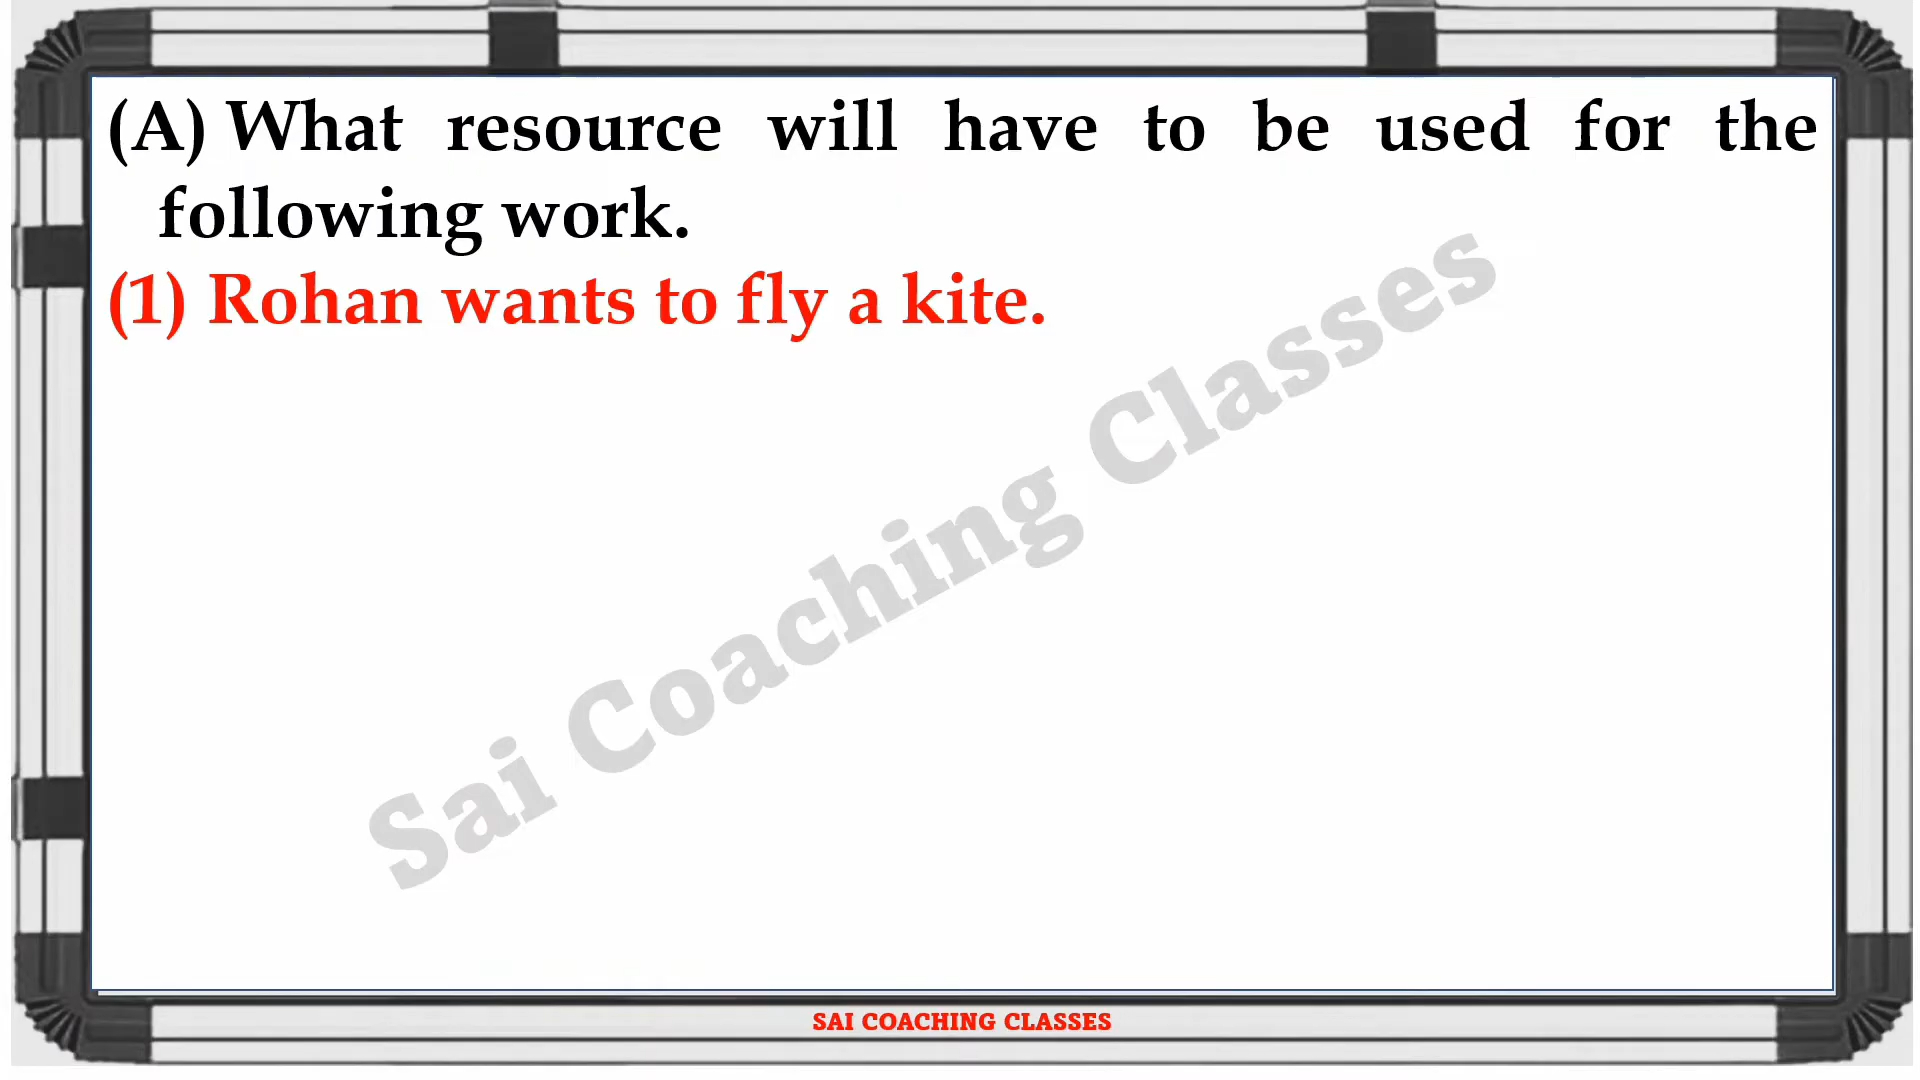 (A) What resource will have to be used for the
following work.
(1) Rohan wants to fly a kite.
Sai Coaching Classes
SAI COACHING CLASSES